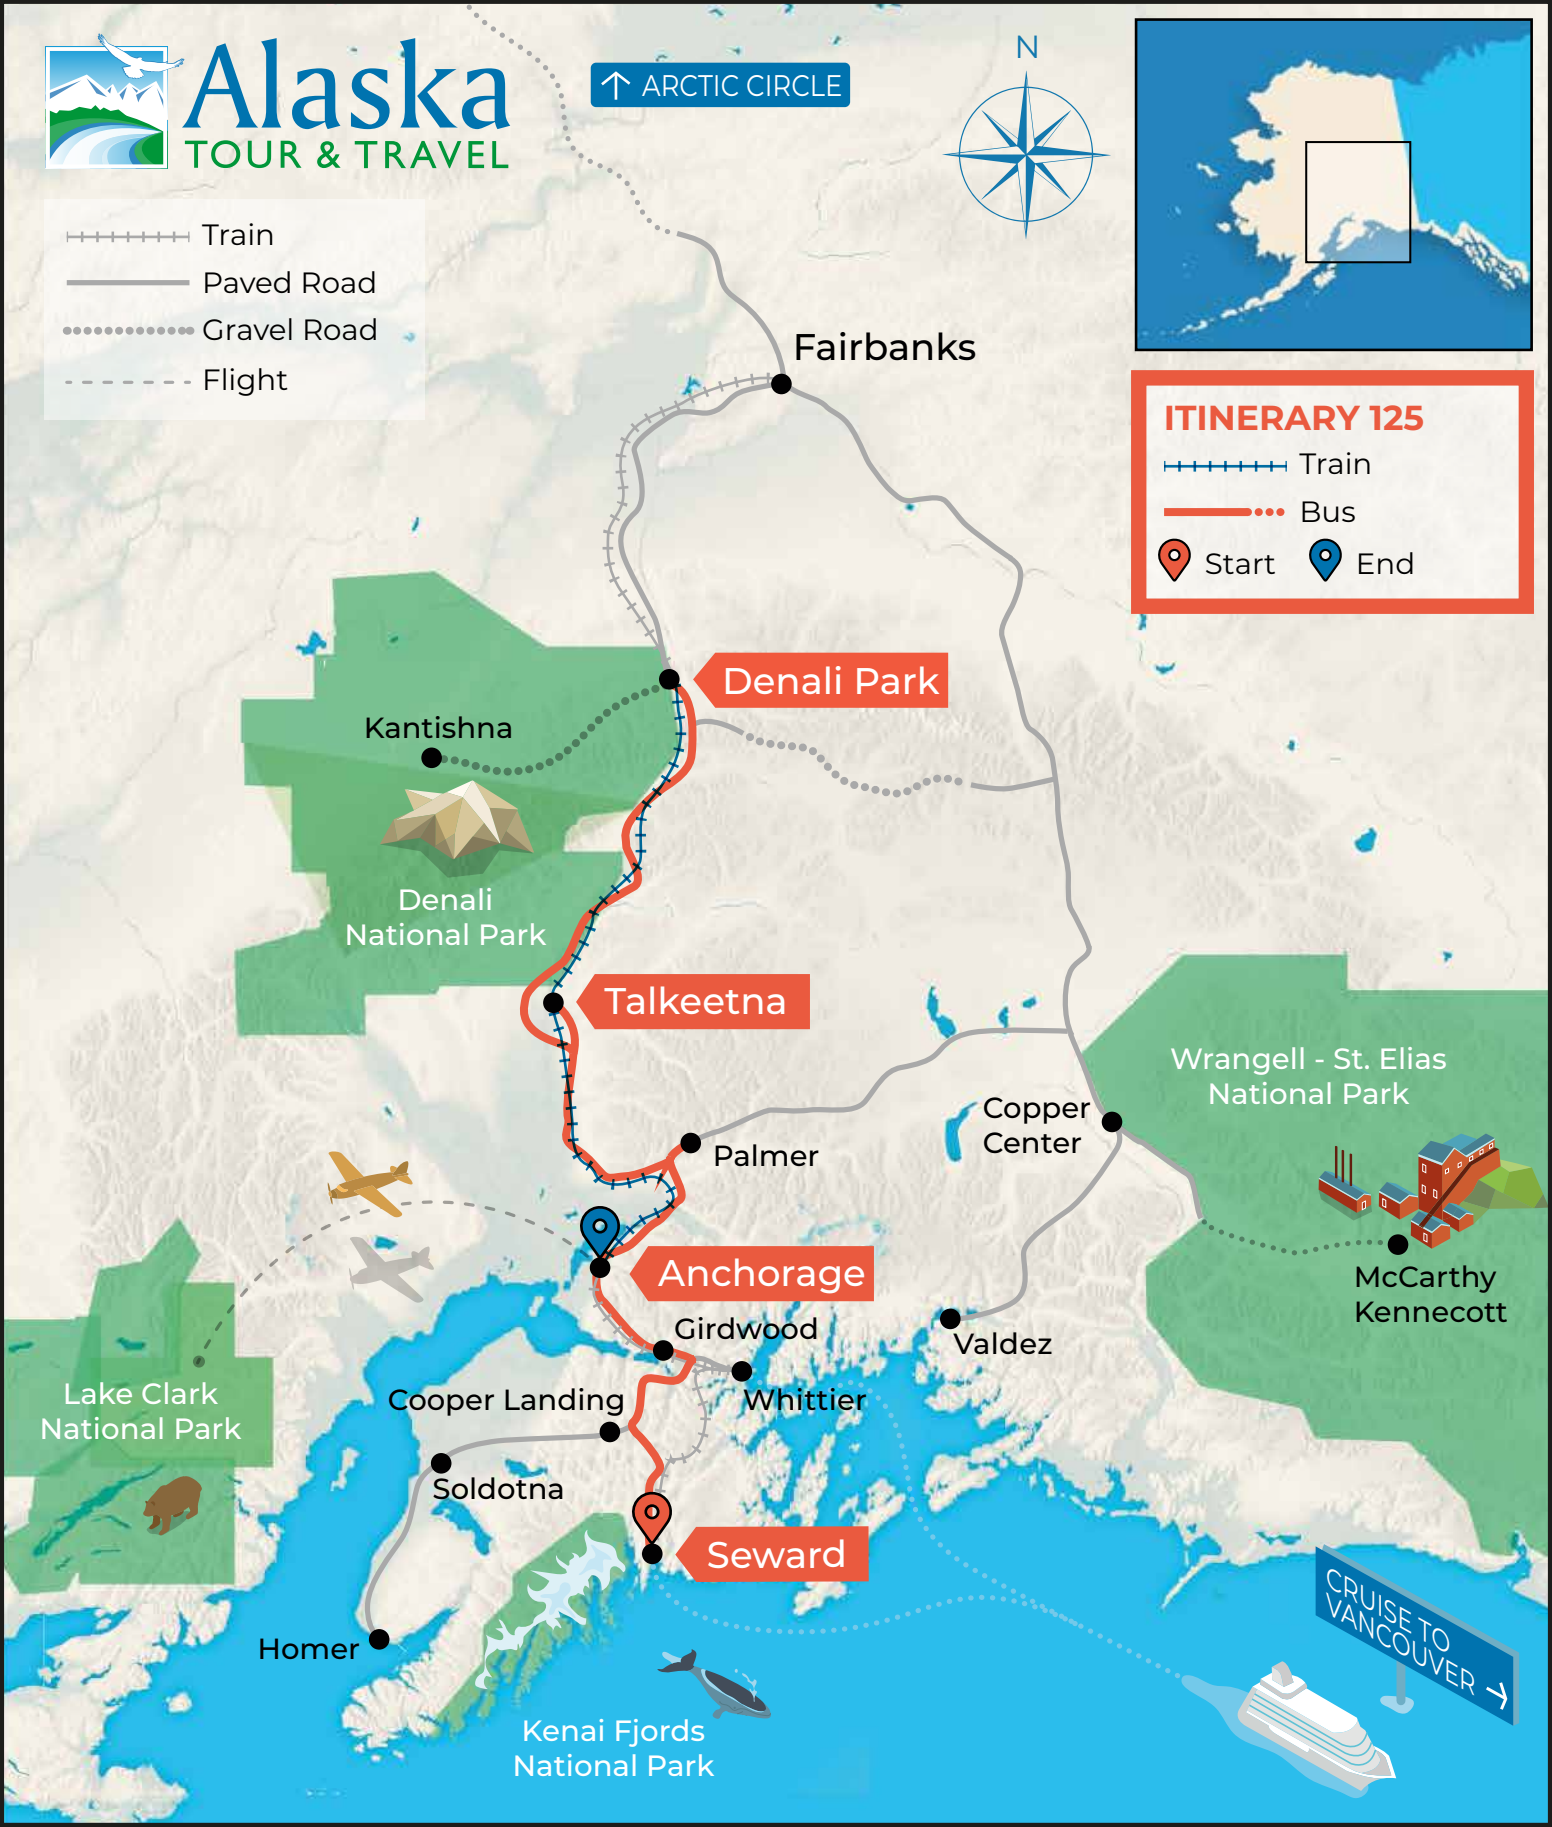 Alaska
TOUR & TRAVEL
↑ ARCTIC CIRCLE
N
Train
Paved Road
Gravel Road
Flight
ITINERARY 125
Train
Bus
Start
End
Fairbanks
Denali Park
Kantishna
Denali
National Park
Talkeetna
Wrangell - St. Elias
National Park
Copper
Center
Palmer
McCarthy
Kennecott
Anchorage
Girdwood
Valdez
Whittier
Cooper Landing
Lake Clark
National Park
Soldotna
Seward
Homer
Kenai Fjords
National Park
CRUISE TO
VANCOUVER →